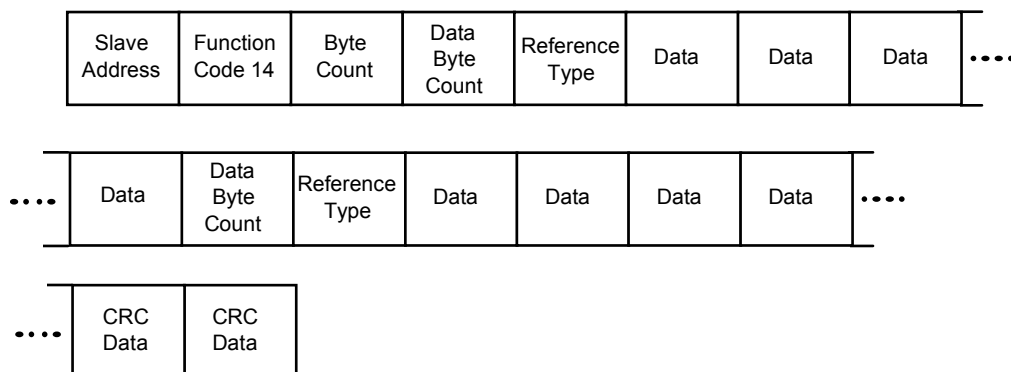 Slave Address
Function Code 14
Byte Count
Data Byte Count
Reference Type
Data
Data
Data
Data
Data Byte Count
Reference Type
Data
Data
Data
Data
CRC Data
CRC Data